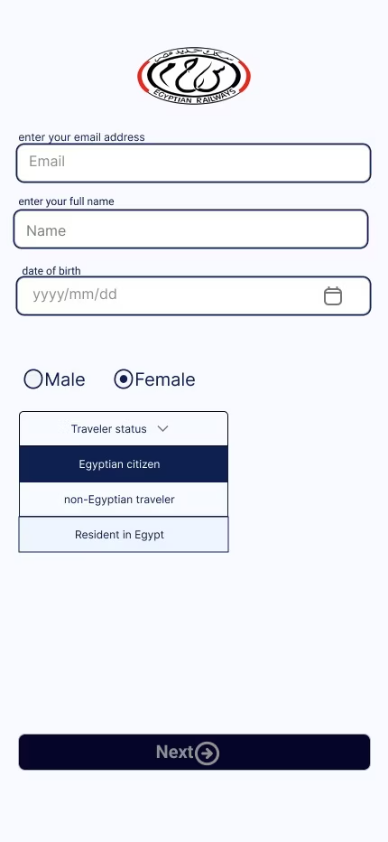 سكك حديد مصر
EGYPTIAN RAILWAYS
enter your email address
Email
enter your full name
Name
date of birth
yyyy/mm/dd
Male Female
Traveler status
Egyptian citizen
non-Egyptian traveler
Resident in Egypt
Next